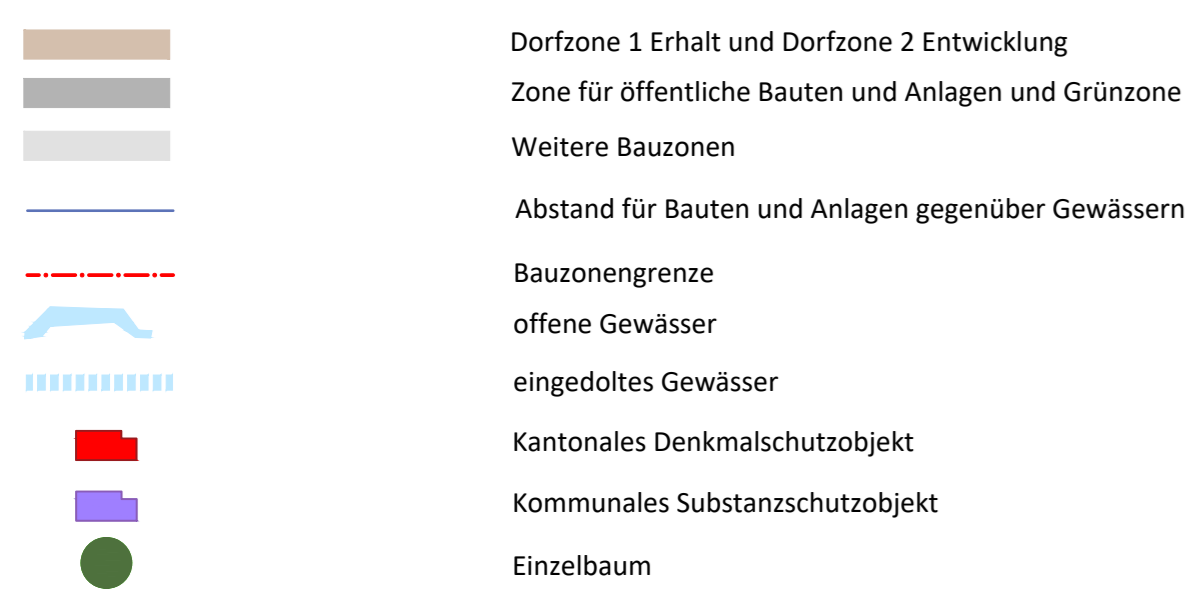 Dorfzone 1 Erhalt und Dorfzone 2 Entwicklung
Zone für öffentliche Bauten und Anlagen und Grünzone
Weitere Bauzonen
Abstand für Bauten und Anlagen gegenüber Gewässern
Bauzonengrenze
offene Gewässer
eingedoltes Gewässer
Kantonales Denkmalschutzobjekt
Kommunales Substanzschutzobjekt
Einzelbaum